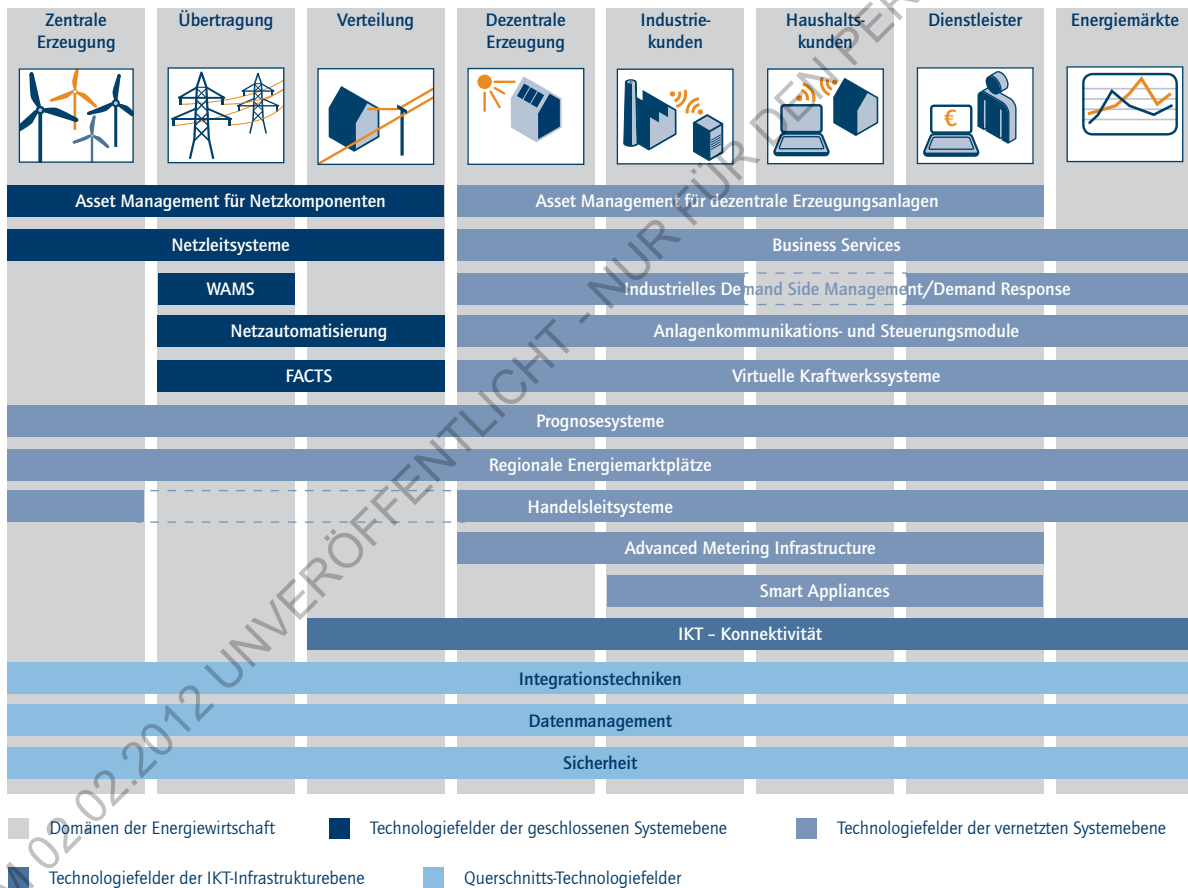 Zentrale
Erzeugung
Übertragung
Verteilung
Dezentrale
Erzeugung
Industrie-
kunden
Haushalts-
kunden
Dienstleister
Energiemärkte
€
Asset Management für Netzkomponenten
Asset Management für dezentrale Erzeugungsanlagen
Netzleitsysteme
Business Services
WAMS
Industrielles Demand Side Management/Demand Response
Netzautomatisierung
Anlagenkommunikations- und Steuerungsmodule
FACTS
Virtuelle Kraftwerkssysteme
Prognosesysteme
Regionale Energiemarktplätze
Handelsleitsysteme
Advanced Metering Infrastructure
Smart Appliances
IKT – Konnektivität
Integrationstechniken
Datenmanagement
Sicherheit
Domänen der Energiewirtschaft
Technologiefelder der geschlossenen Systemebene
Technologiefelder der vernetzten Systemebene
Technologiefelder der IKT-Infrastrukturebene
Querschnitts-Technologiefelder
02.02.2012 UNVERÖFFENTLICHT - NUR FÜR DEN